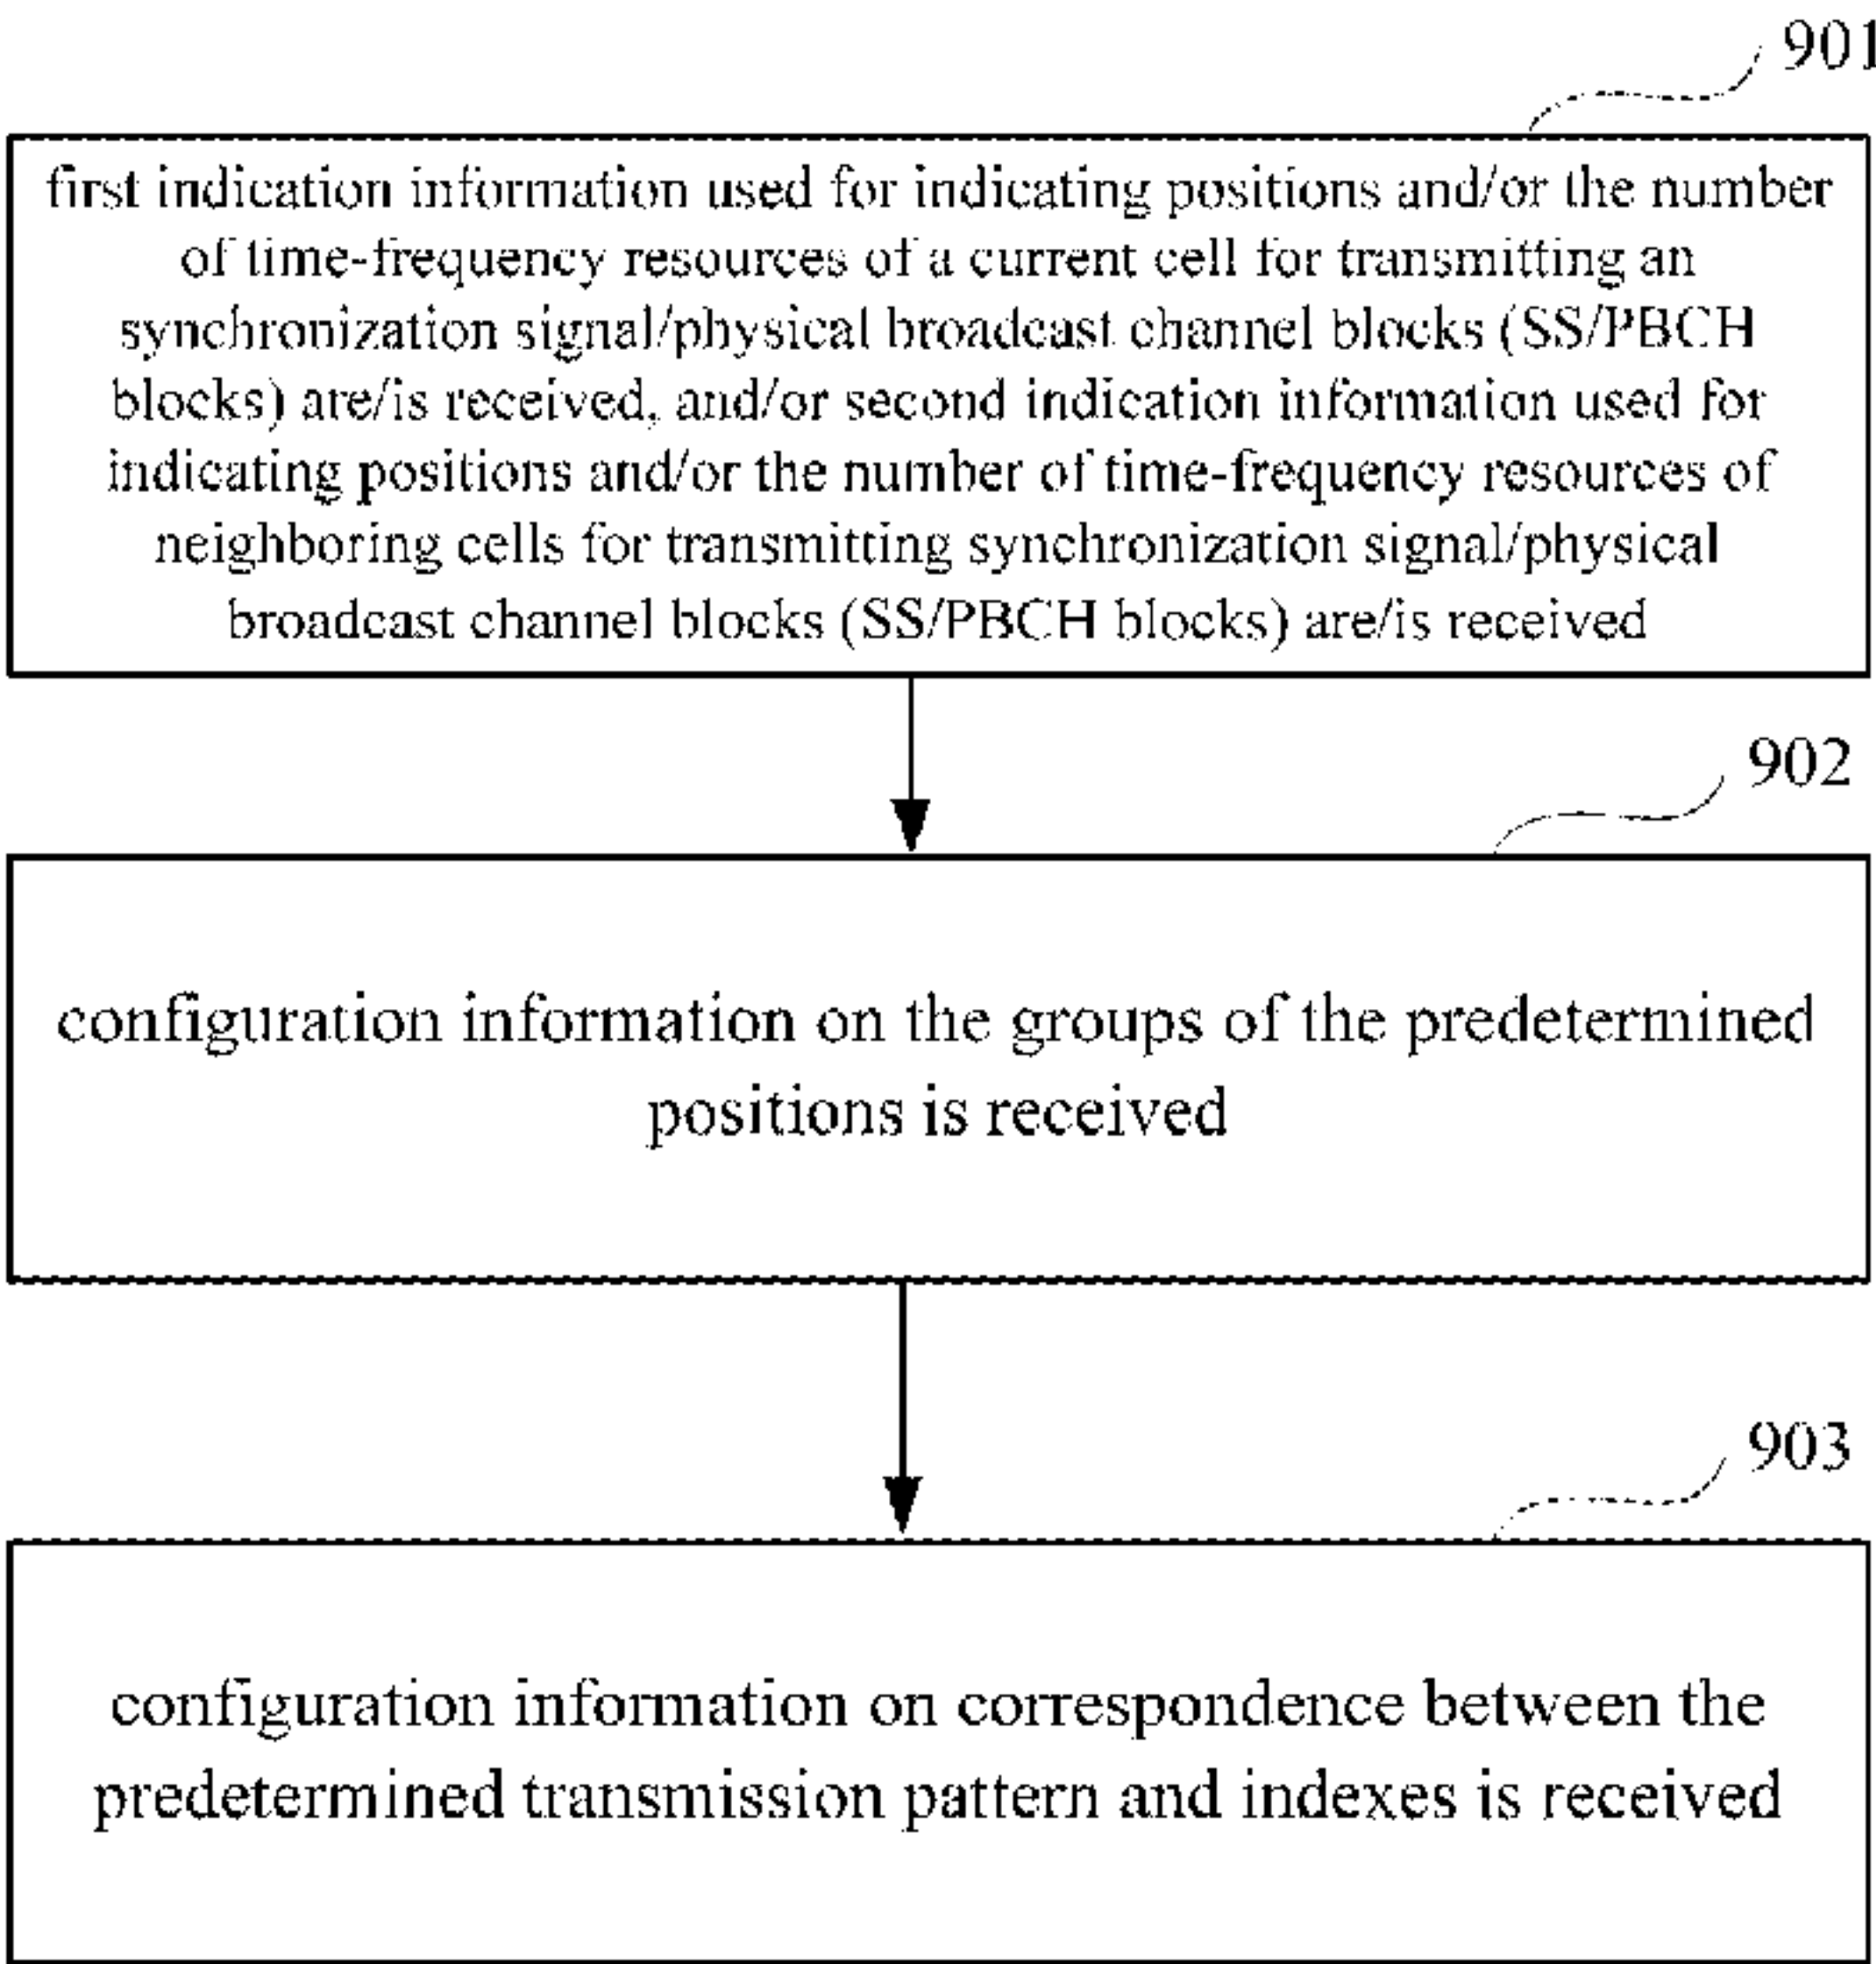 901
first indication information used for indicating positions and/or the number
of time-frequency resources of a current cell for transmitting an
synchronization signal/physical broadcast channel blocks (SS/PBCH
blocks) are/is received, and/or second indication information used for
indicating positions and/or the number of time-frequency resources of
neighboring cells for transmitting synchronization signal/physical
broadcast channel blocks (SS/PBCH blocks) are/is received
902
configuration information on the groups of the predetermined
positions is received
903
configuration information on correspondence between the
predetermined transmission pattern and indexes is received